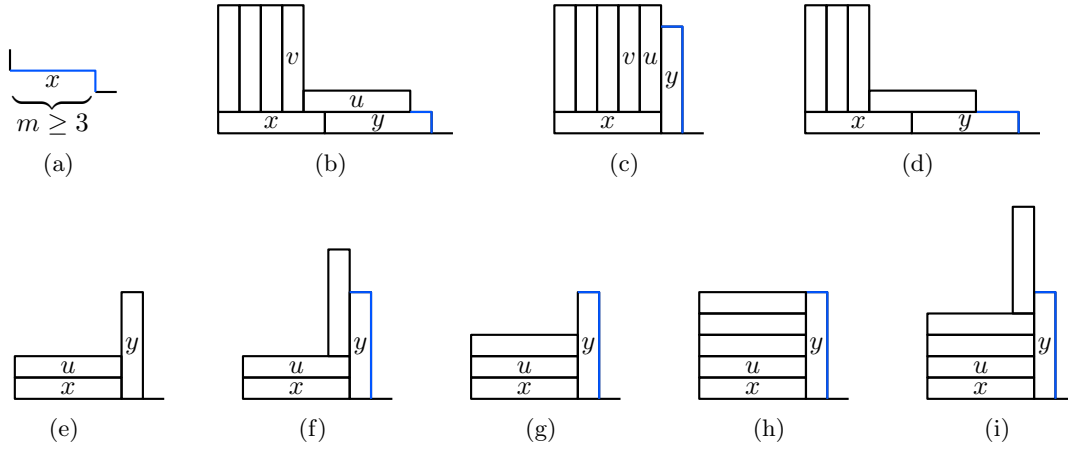 x
m ≥ 3
(a)
v
u
x y
(b)
v u
y
x
(c)
x y
(d)
y
u
x
(e)
y
u
x
(f)
y
u
x
(g)
y
u
x
(h)
y
u
x
(i)